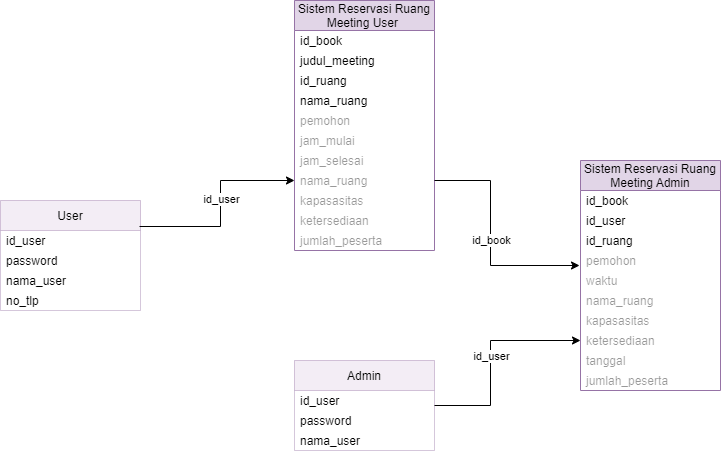 Sistem Reservasi Ruang
Meeting User
id_book
judul_meeting
id_ruang
nama_ruang
pemohon
jam_mulai
jam_selesai
nama_ruang
kapasasitas
ketersediaan
jumlah_peserta
User
id_user
password
nama_user
no_tlp
id_user
id_book
Sistem Reservasi Ruang
Meeting Admin
id_book
id_user
id_ruang
pemohon
waktu
nama_ruang
kapasasitas
ketersediaan
tanggal
jumlah_peserta
id_user
Admin
id_user
password
nama_user